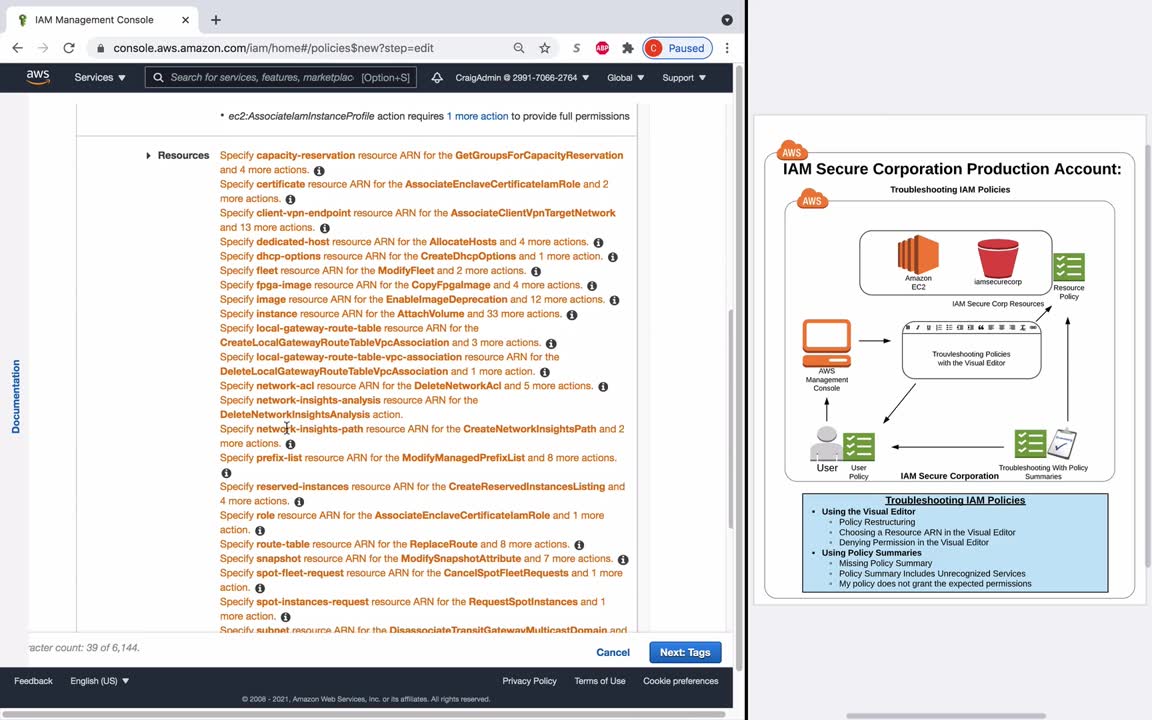 IAM Management Console
console.aws.amazon.com/iam/home#/policies$new?step=edit
S
ABP
C
Paused
aws
Services
Search for services, features, marketplac
[Option+S]
CraigAdmin @ 2991-7066-2764
Global
Support
• ec2:AssociateIamInstanceProfile action requires 1 more action to provide full permissions
Resources
Specify capacity-reservation resource ARN for the GetGroupsForCapacityReservation
and 4 more actions.
Specify certificate resource ARN for the AssociateEnclaveCertificateIamRole and 2
more actions.
Specify client-vpn-endpoint resource ARN for the AssociateClientVpnTargetNetwork
and 13 more actions.
Specify dedicated-host resource ARN for the AllocateHosts and 4 more actions.
Specify dhcp-options resource ARN for the CreateDhcpOptions and 1 more action.
Specify fleet resource ARN for the ModifyFleet and 2 more actions.
Specify fpga-image resource ARN for the CopyFpgaImage and 4 more actions.
Specify image resource ARN for the EnableImageDeprecation and 12 more actions.
Specify instance resource ARN for the AttachVolume and 33 more actions.
Specify local-gateway-route-table resource ARN for the
CreateLocalGatewayRouteTableVpcAssociation and 3 more actions.
Specify local-gateway-route-table-vpc-association resource ARN for the
DeleteLocalGatewayRouteTableVpcAssociation and 1 more action.
Specify network-acl resource ARN for the DeleteNetworkAcl and 5 more actions.
Specify network-insights-analysis resource ARN for the
DeleteNetworkInsightsAnalysis action.
Specify network-insights-path resource ARN for the CreateNetworkInsightsPath and 2
more actions.
Specify prefix-list resource ARN for the ModifyManagedPrefixList and 8 more actions.
Specify reserved-instances resource ARN for the CreateReservedInstancesListing and
4 more actions.
Specify role resource ARN for the AssociateEnclaveCertificateIamRole and 1 more
action.
Specify route-table resource ARN for the ReplaceRoute and 8 more actions.
Specify snapshot resource ARN for the ModifySnapshotAttribute and 7 more actions.
Specify spot-fleet-request resource ARN for the CancelSpotFleetRequests and 1 more
action.
Specify spot-instances-request resource ARN for the RequestSpotInstances and 1
more action.
Specify subnet resource ARN for the DisassociateTransitGatewayMulticastDomain and
Documentation
racter count: 39 of 6,144.
Cancel
Next: Tags
Feedback
English (US)
Privacy Policy
Terms of Use
Cookie preferences
© 2008 - 2021, Amazon Web Services, Inc. or its affiliates. All rights reserved.
AWS
IAM Secure Corporation Production Account:
Troubleshooting IAM Policies
AWS
Amazon
EC2
iamsecurecorp
Resource
Policy
IAM Secure Corp Resources
AWS
Management
Console
Trouvleshooting Policies
with the Visual Editor
User
User
Policy
IAM Secure Corporation
Troubleshooting With Policy
Summaries
Troubleshooting IAM Policies
• Using the Visual Editor
Policy Restructuring
Choosing a Resource ARN in the Visual Editor
Denying Permission in the Visual Editor
• Using Policy Summaries
Missing Policy Summary
Policy Summary Includes Unrecognized Services
My policy does not grant the expected permissions